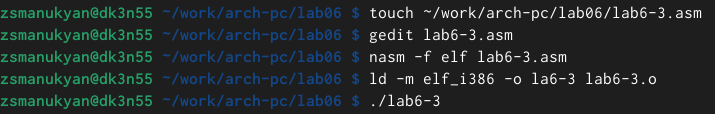 zsmanukyan@dk3n55 ~/work/arch-pc/lab06 $ touch ~/work/arch-pc/lab06/lab6-3.asm
zsmanukyan@dk3n55 ~/work/arch-pc/lab06 $ gedit lab6-3.asm
zsmanukyan@dk3n55 ~/work/arch-pc/lab06 $ nasm -f elf lab6-3.asm
zsmanukyan@dk3n55 ~/work/arch-pc/lab06 $ ld -m elf_i386 -o la6-3 lab6-3.o
zsmanukyan@dk3n55 ~/work/arch-pc/lab06 $ ./lab6-3